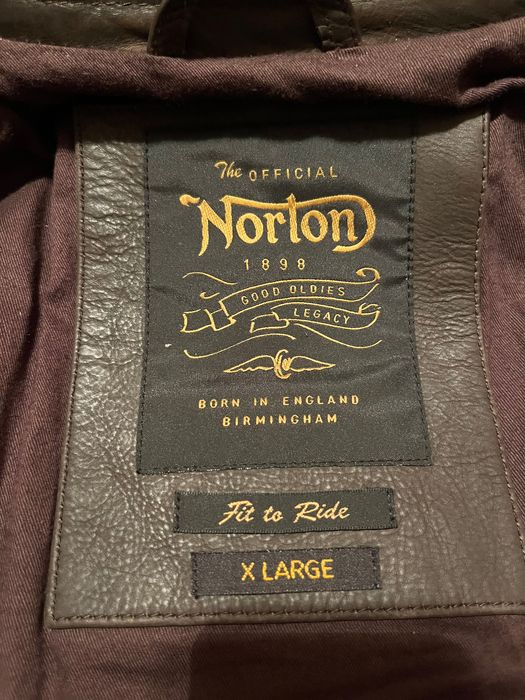 The OFFICIAL
Norton
1898
GOOD OLDIES
LEGACY
BORN IN ENGLAND
BIRMINGHAM
Fit to Ride
X LARGE